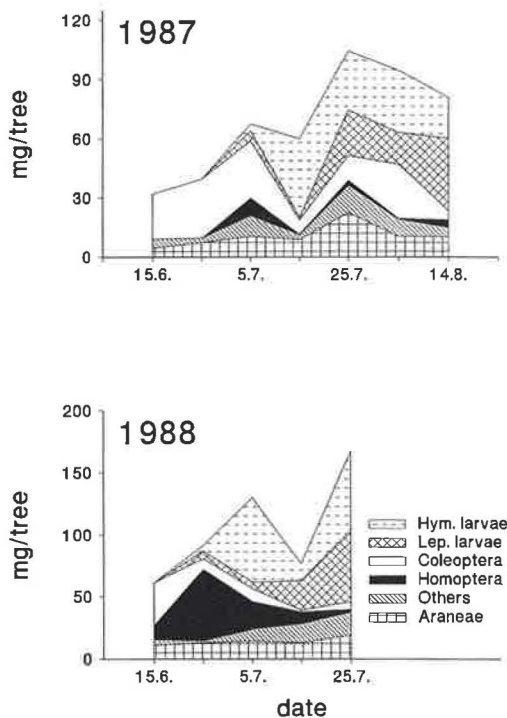 1987
mg/tree
120
90
60
30
0
15.6.
5.7.
25.7.
14.8.
1988
mg/tree
200
150
100
50
0
15.6.
5.7.
25.7.
date
Hym. larvae
Lep. larvae
Coleoptera
Homoptera
Others
Araneae